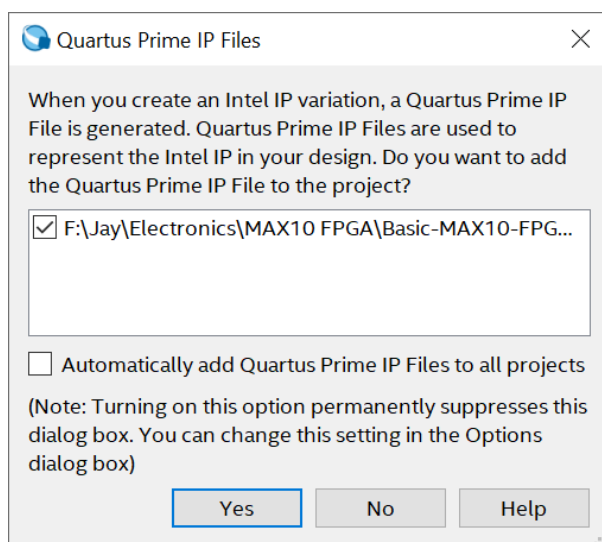 Quartus Prime IP Files
When you create an Intel IP variation, a Quartus Prime IP
File is generated. Quartus Prime IP Files are used to
represent the Intel IP in your design. Do you want to add
the Quartus Prime IP File to the project?
F:\Jay\Electronics\MAX10 FPGA\Basic-MAX10-FPG...
Automatically add Quartus Prime IP Files to all projects
(Note: Turning on this option permanently suppresses this
dialog box. You can change this setting in the Options
dialog box)
Yes No Help